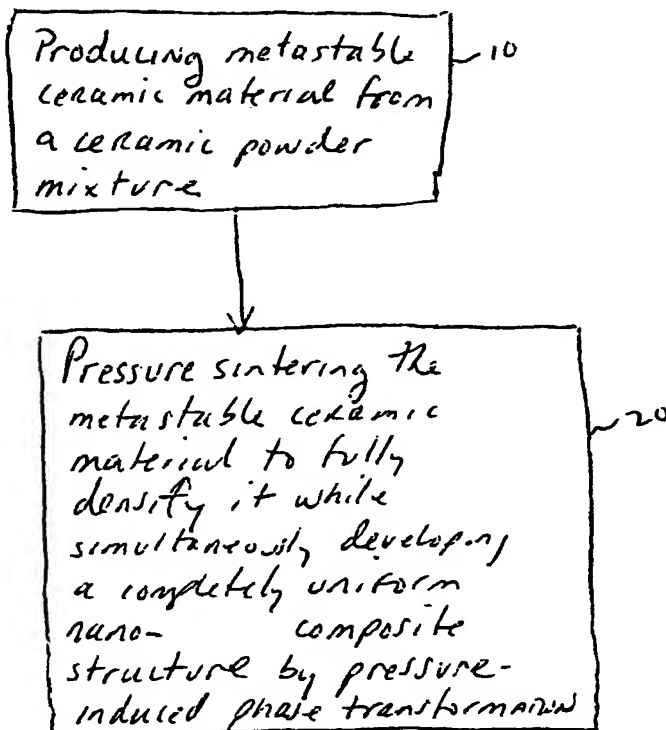 Producing metastable
ceramic material from
a ceramic powder
mixture
10
Pressure sintering the
metastable ceramic
material to fully
densify it while
simultaneously developing
a completely uniform
nano- composite
structure by pressure-
induced phase transformation
20